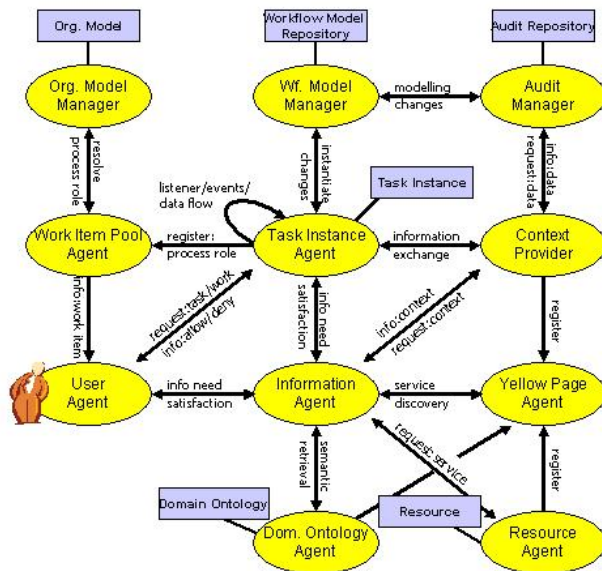 Org. Model
Workflow Model
Repository
Audit Repository
Org. Model
Manager
Wf. Model
Manager
modelling
changes
Audit
Manager
resolve
process role
instantiate
changes
info:data
request:data
listener/events/
data flow
Task Instance
Work Item Pool
Agent
register:
process role
Task Instance
Agent
information
exchange
Context
Provider
info:work item
request:task/work
info:allow/deny
info need
satisfaction
info:context
request:context
register
User
Agent
info need
satisfaction
Information
Agent
service
discovery
Yellow Page
Agent
semantic
retrieval
request:service
register
Domain Ontology
Resource
Dom. Ontology
Agent
Resource
Agent